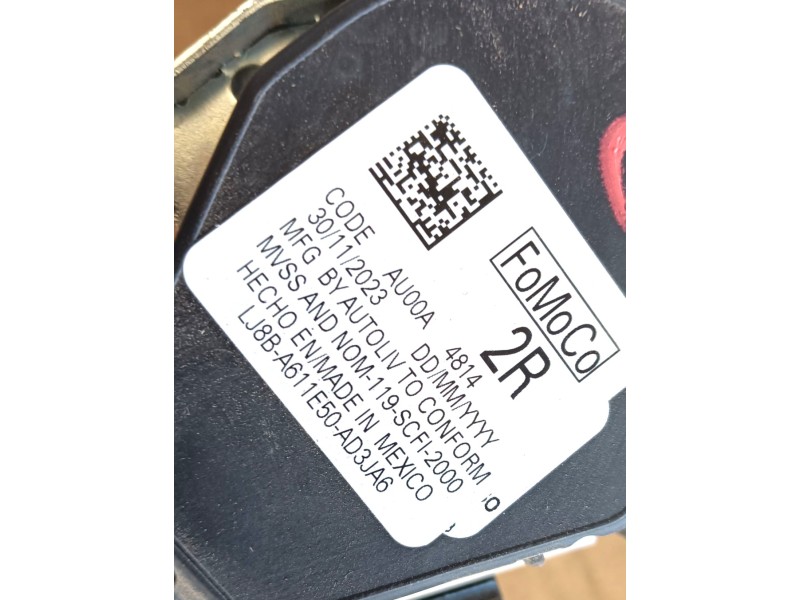 FoMoCo
2R
CODE AU00A 4814
30/11/2023 DD/MM/YYYY
MFG BY AUTOLIV TO CONFORM
MVSS AND NOM-119-SCFI-2000
HECHO EN/MADE IN MEXICO
LJ8B-A611E50-AD3JA6